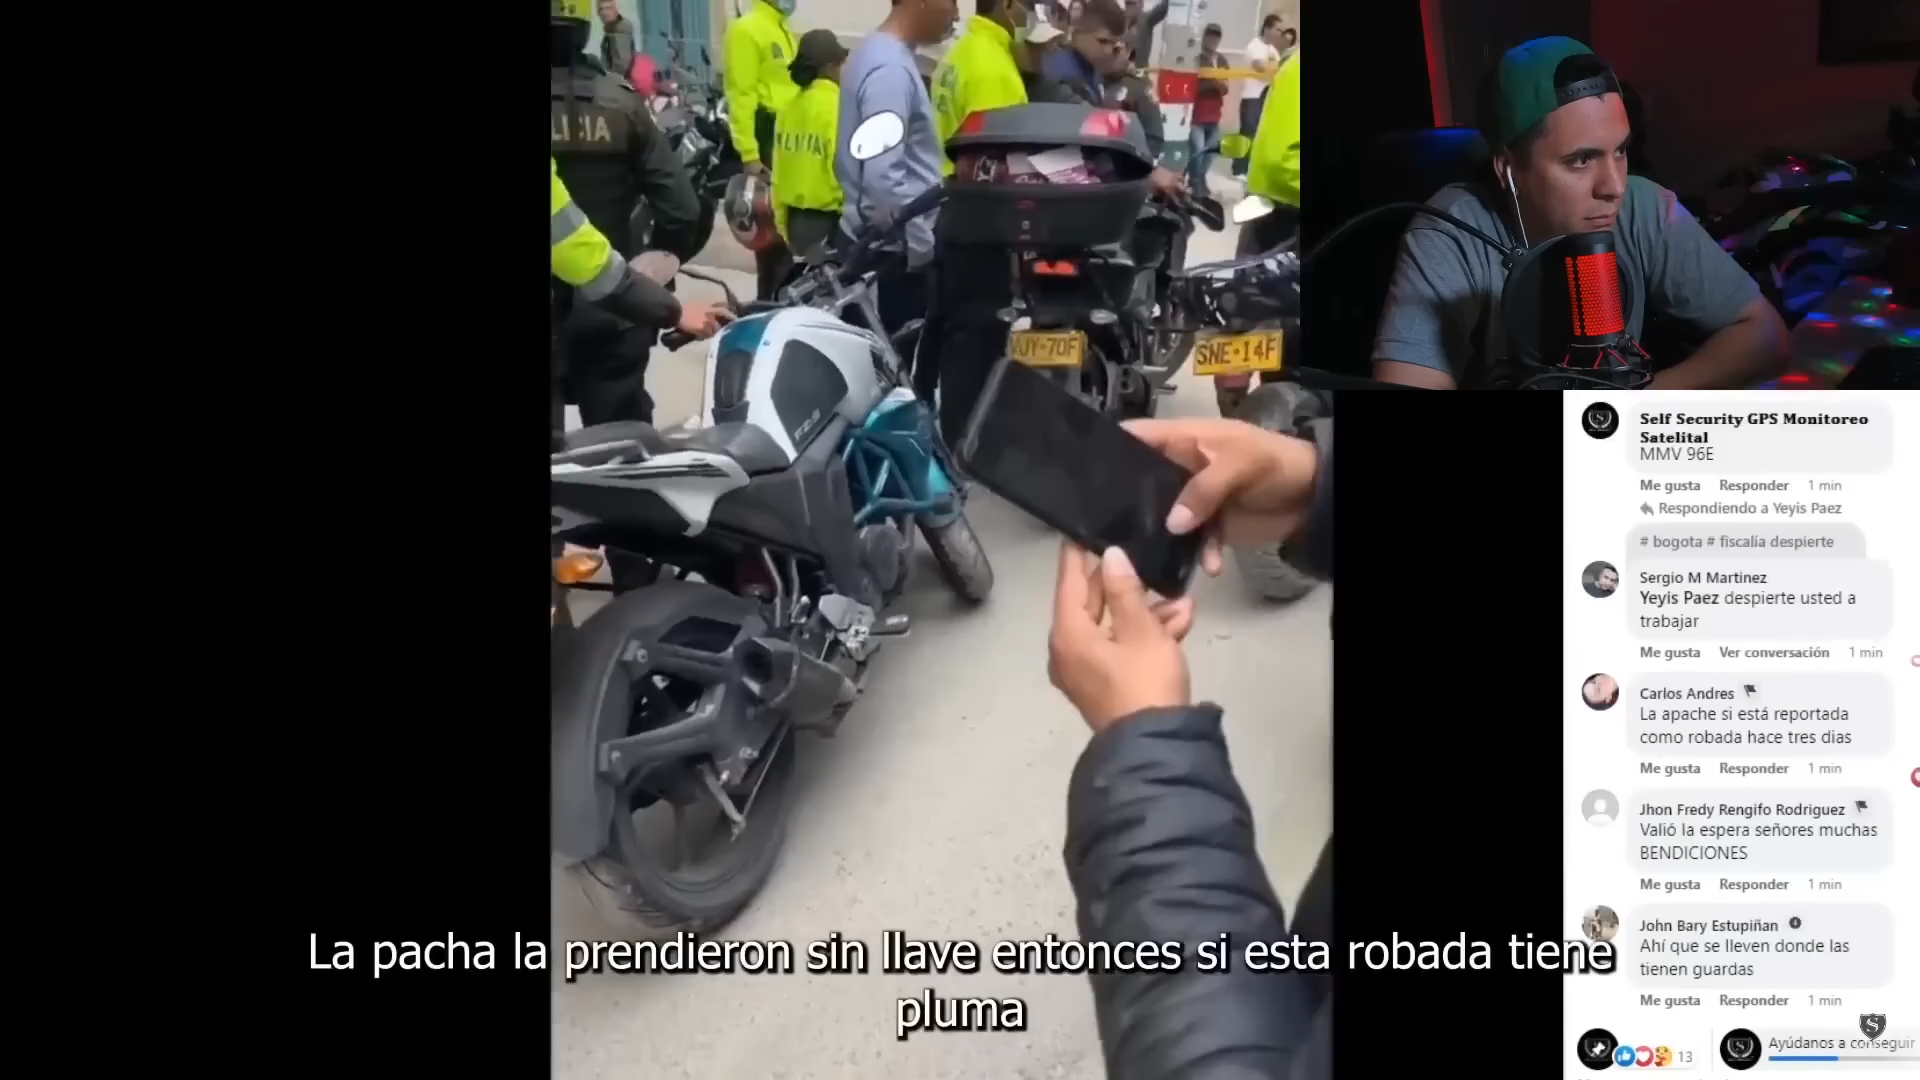 LICIA
POLICIA
UJY·70F
SNE·14F
FZ-S
Self Security GPS Monitoreo
Satelital
MMV 96E
Me gusta Responder 1 min
Respondiendo a Yeyis Paez
# bogota # fiscalía despierte
Sergio M Martinez
Yeyis Paez despierte usted a
trabajar
Me gusta Ver conversación 1 min
Carlos Andres
La apache si está reportada
como robada hace tres dias
Me gusta Responder 1 min
Jhon Fredy Rengifo Rodriguez
Valió la espera señores muchas
BENDICIONES
Me gusta Responder 1 min
John Bary Estupiñan
Ahí que se lleven donde las
tienen guardas
Me gusta Responder 1 min
13
Ayúdanos a conseguir
La pacha la prendieron sin llave entonces si esta robada tiene
pluma